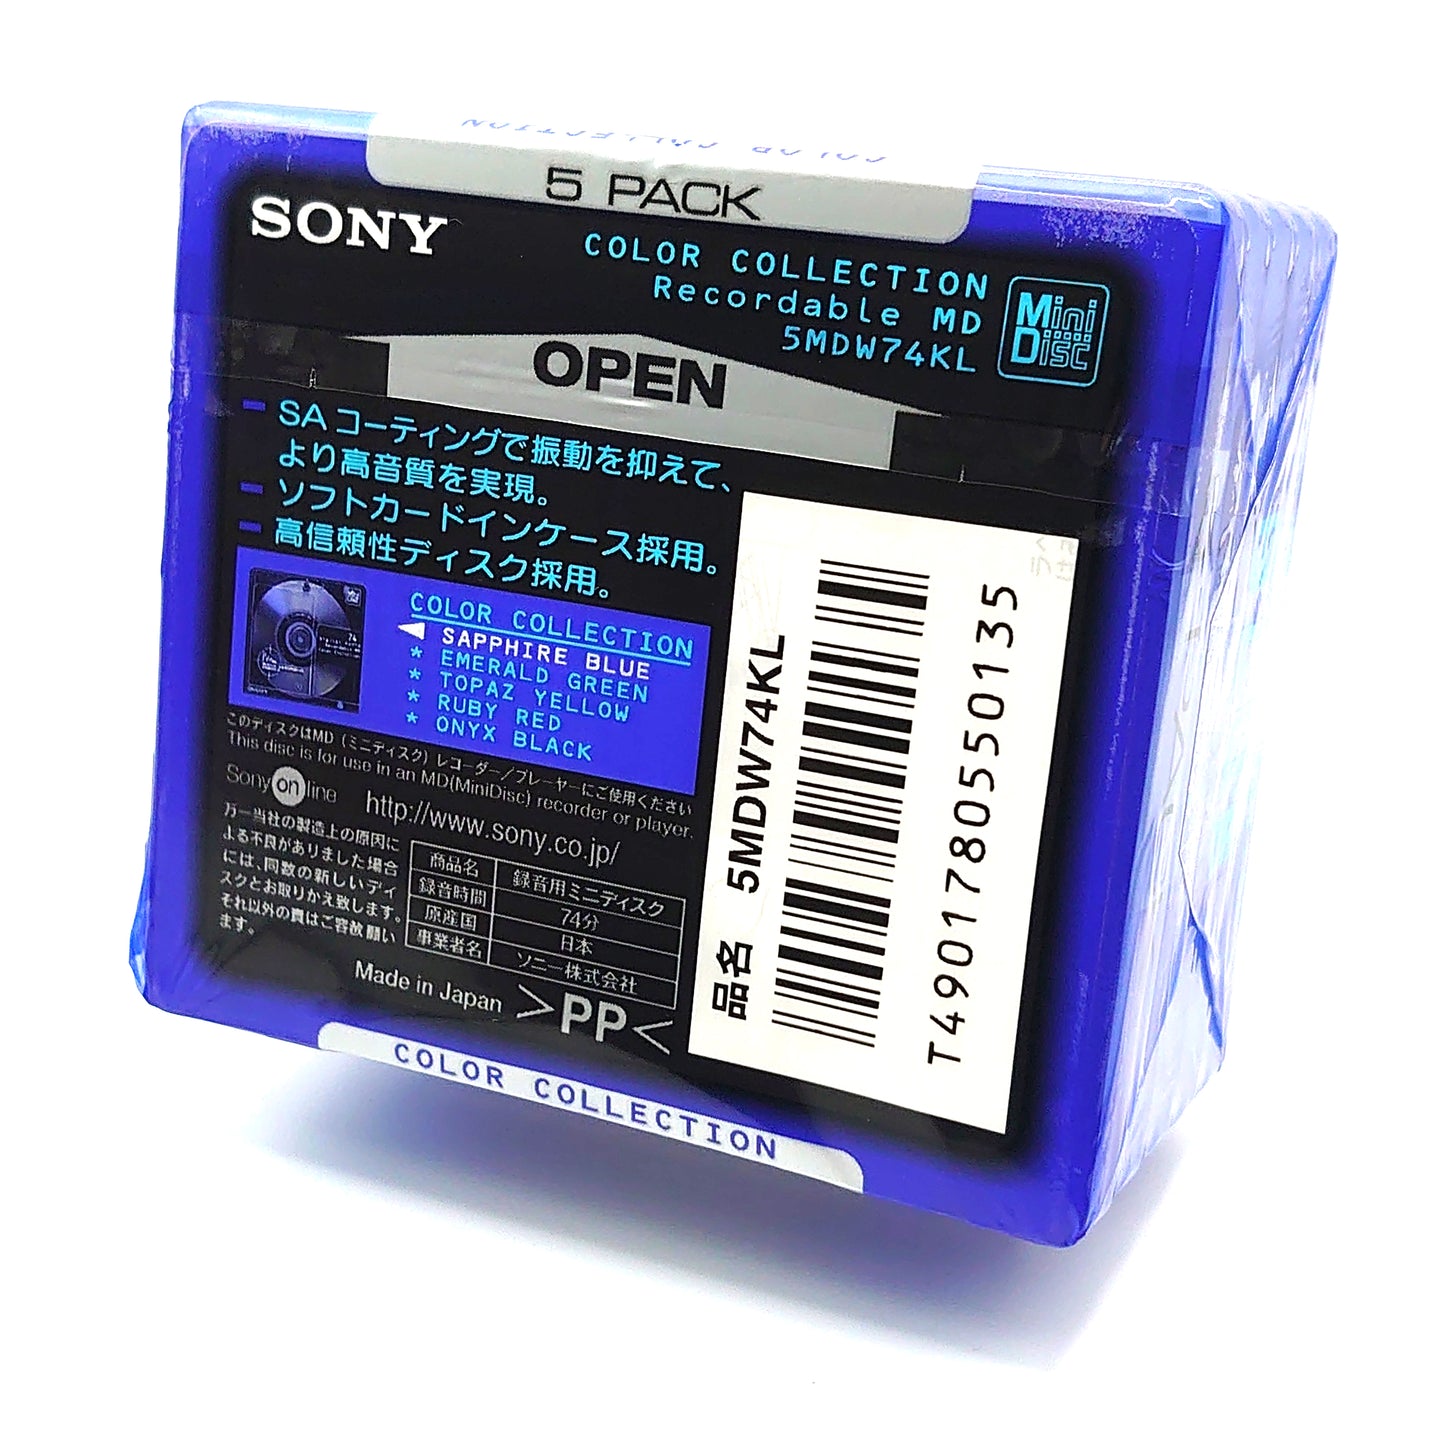 COLOR COLLECTION
5 PACK
SONY
COLOR COLLECTION
Recordable MD
5MDW74KL
Mini
Disc
OPEN
SAコーティングで振動を抑えて、
より高音質を実現。
ソフトカードインケース採用。
高信頼性ディスク採用。
COLOR COLLECTION
◀ SAPPHIRE BLUE
* EMERALD GREEN
* TOPAZ YELLOW
* RUBY RED
* ONYX BLACK
このディスクはMD（ミニディスク）レコーダー／プレーヤーにご使用ください
This disc is for use in an MD(MiniDisc) recorder or player.
Sony on line
http://www.sony.co.jp/
万一当社の製造上の原因に
よる不良がありました場合
には、同数の新しいディ
スクとお取りかえ致します。
それ以外の責はご容赦願い
ます。
商品名 録音用ミニディスク
録音時間 74分
原産国 日本
事業者名 ソニー株式会社
Made in Japan
>PP<
品名 5MDW74KL
T4901780550135
COLOR COLLECTION